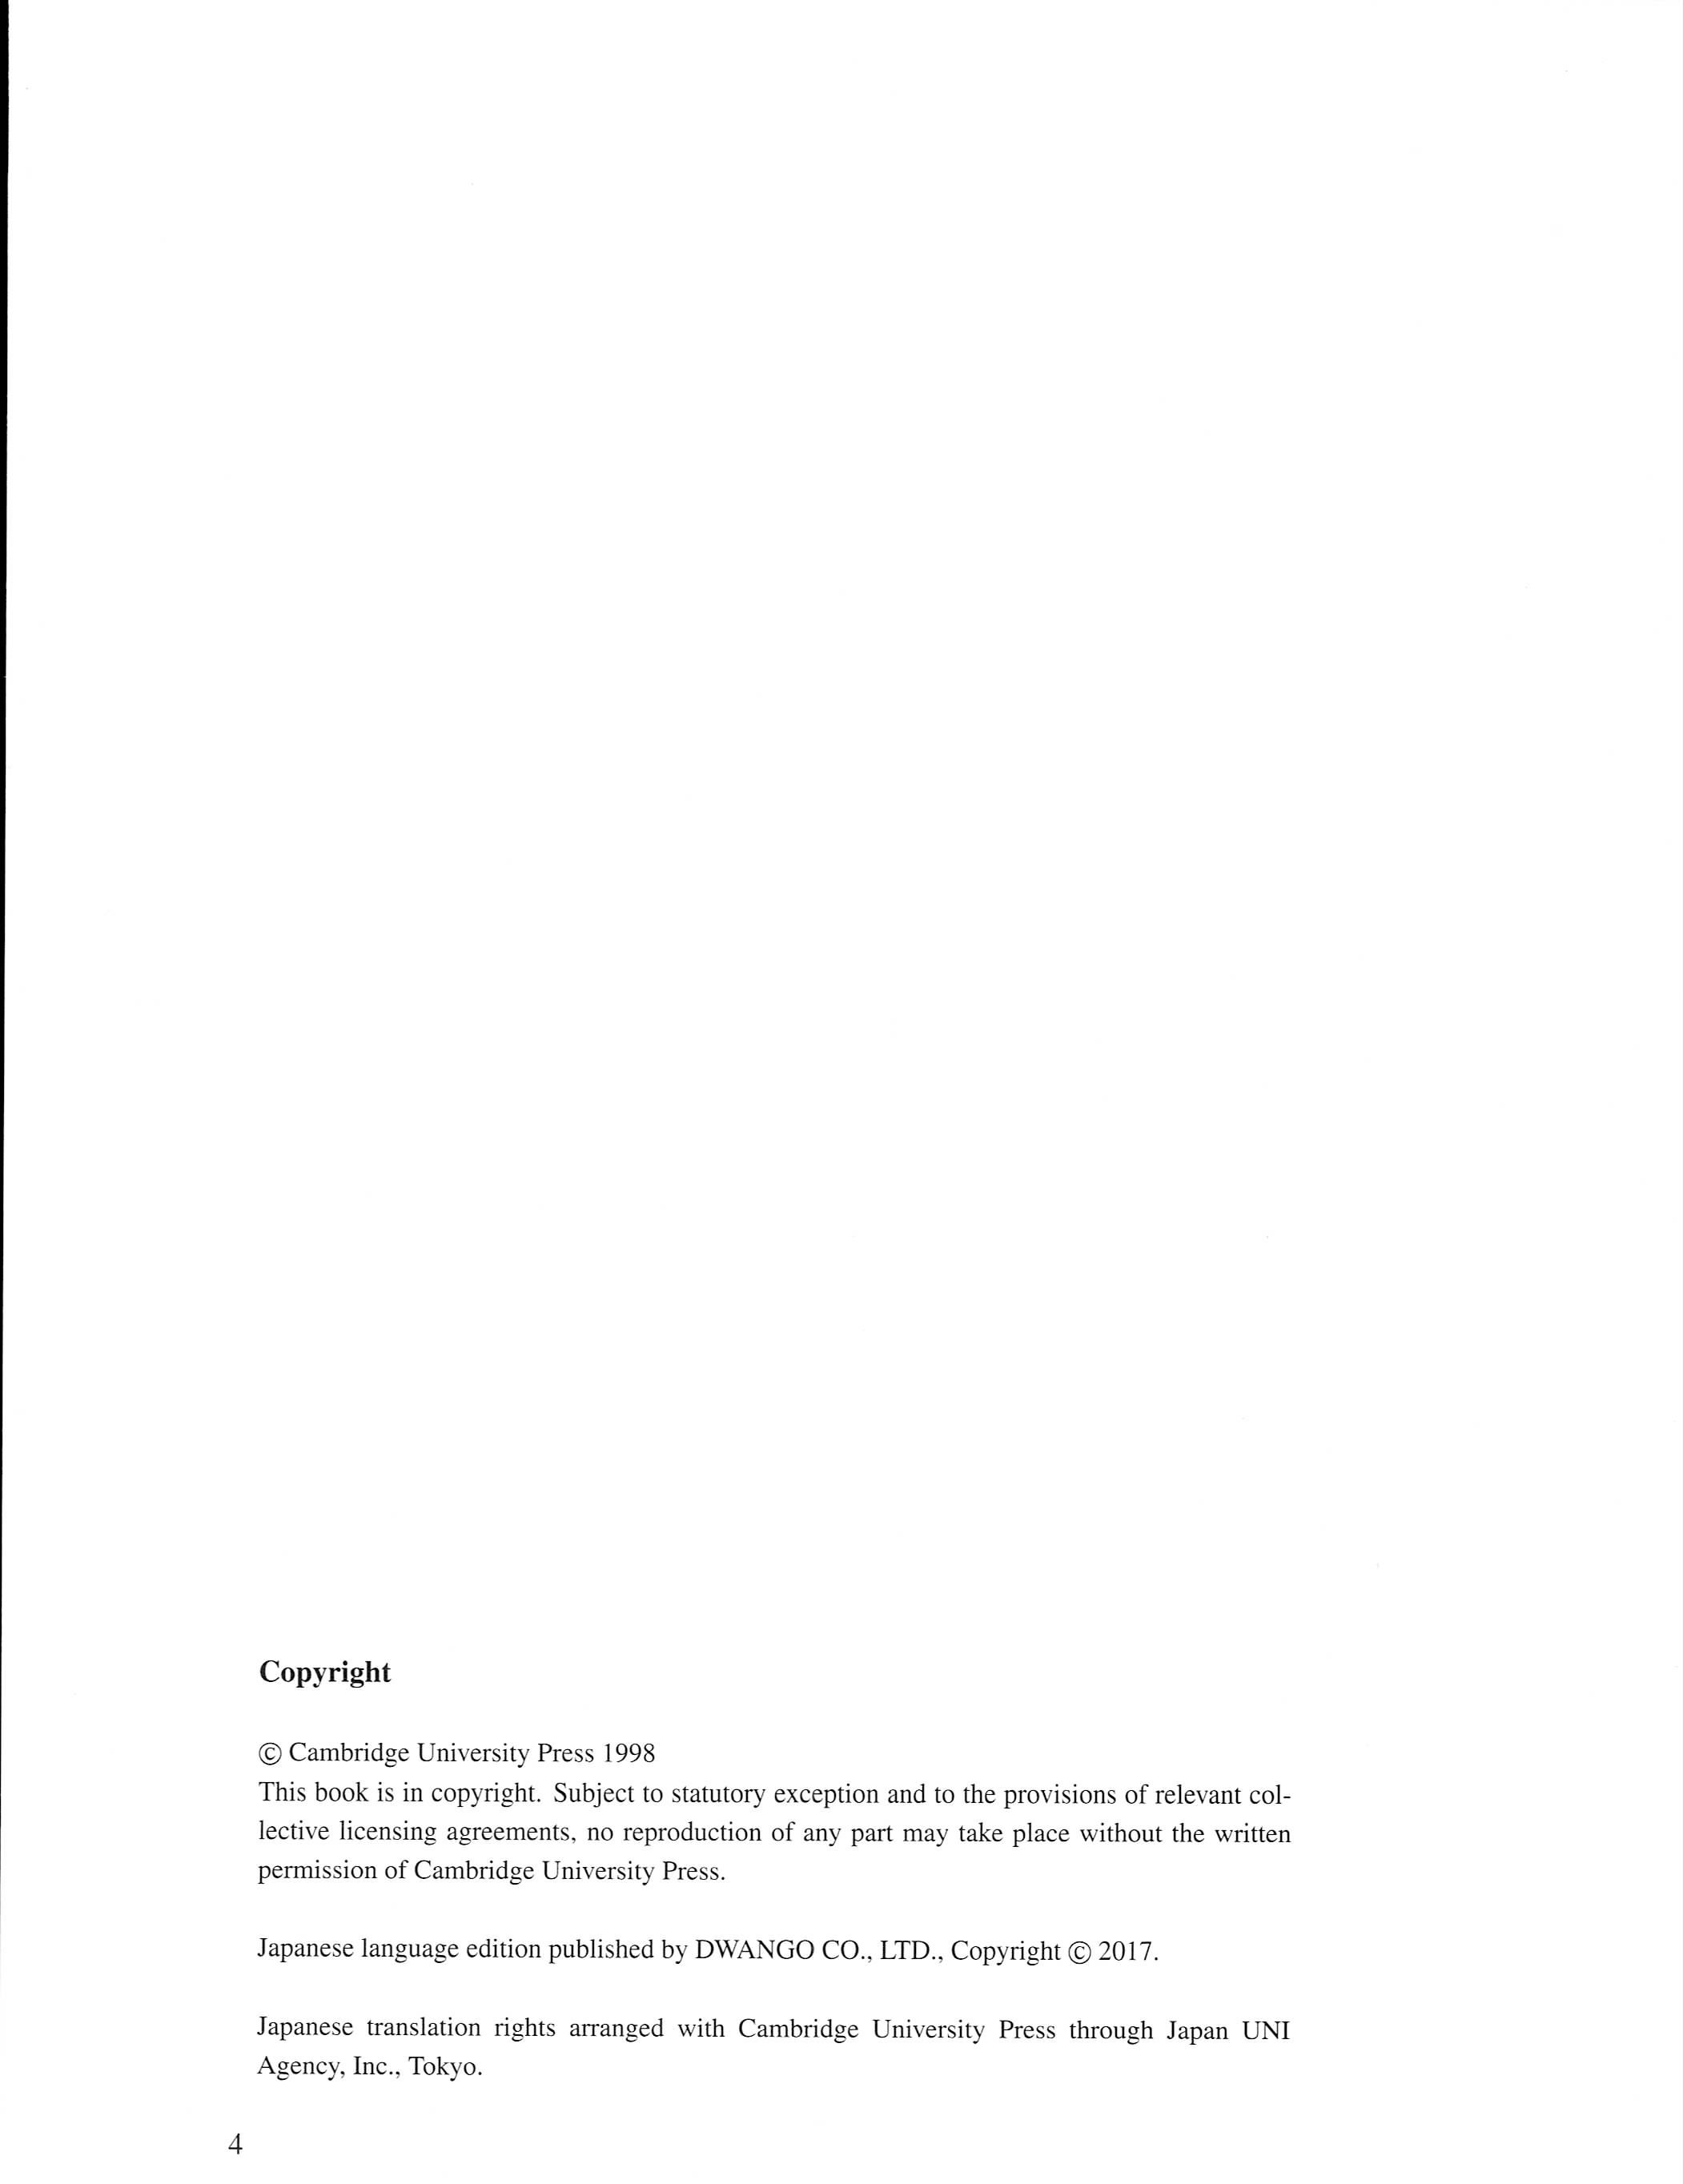 Copyright
© Cambridge University Press 1998
This book is in copyright. Subject to statutory exception and to the provisions of relevant col-
lective licensing agreements, no reproduction of any part may take place without the written
permission of Cambridge University Press.
Japanese language edition published by DWANGO CO., LTD., Copyright © 2017.
Japanese translation rights arranged with Cambridge University Press through Japan UNI
Agency, Inc., Tokyo.
4